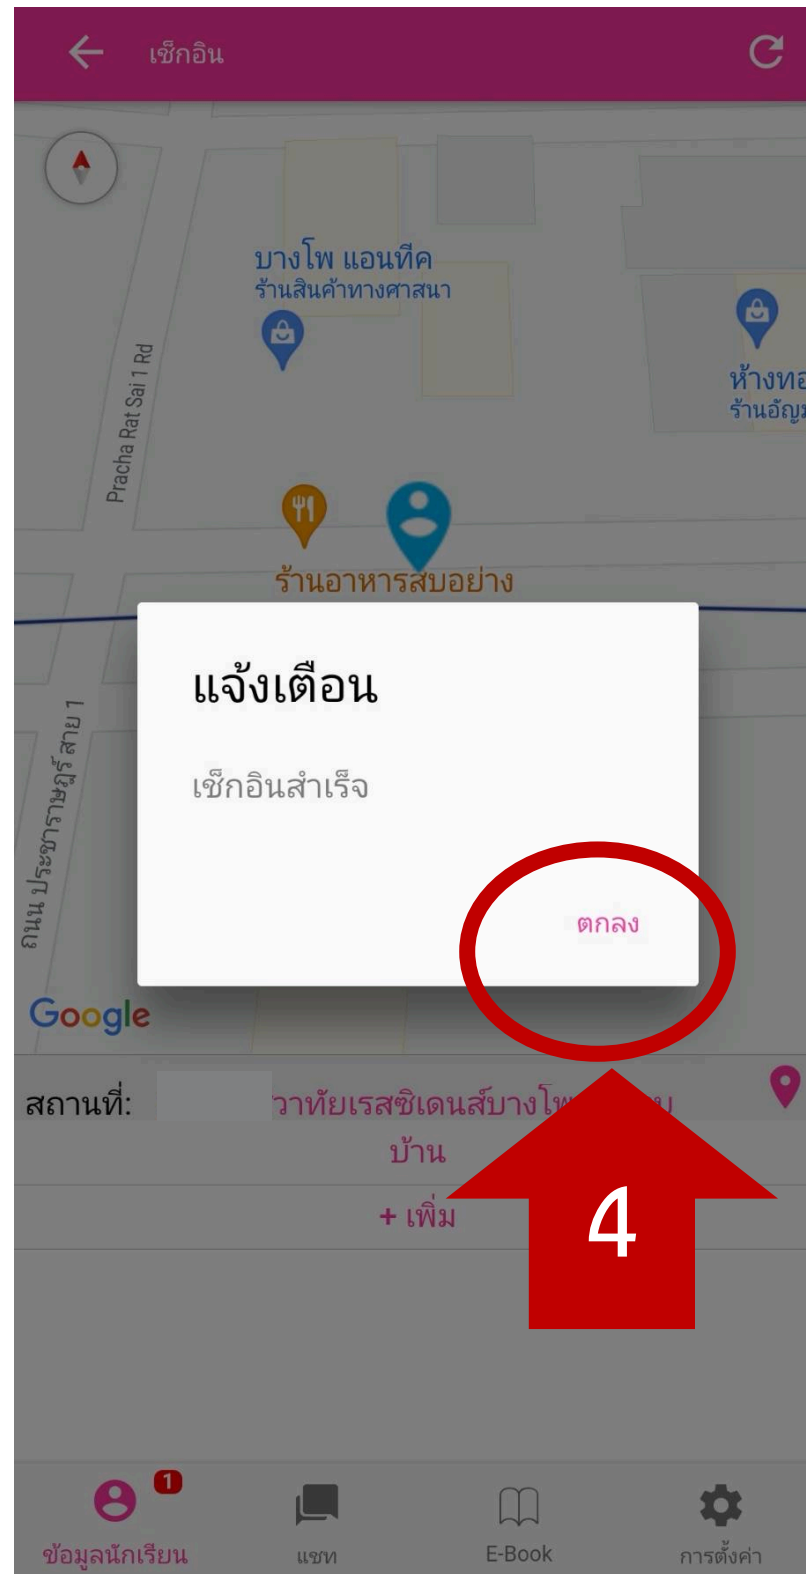 เช็กอิน
บางโพ แอนทีค
ร้านสินค้าทางศาสนา
Pracha Rat Sai 1 Rd
ร้านอาหารสิบอย่าง
แจ้งเตือน
เช็กอินสำเร็จ
ตกลง
ถนน ประชาราษฎร์ สาย 1
Google
สถานที่:
บ้าน
+ เพิ่ม
4
1
ข้อมูลนักเรียน
แชท
E-Book
การตั้งค่า